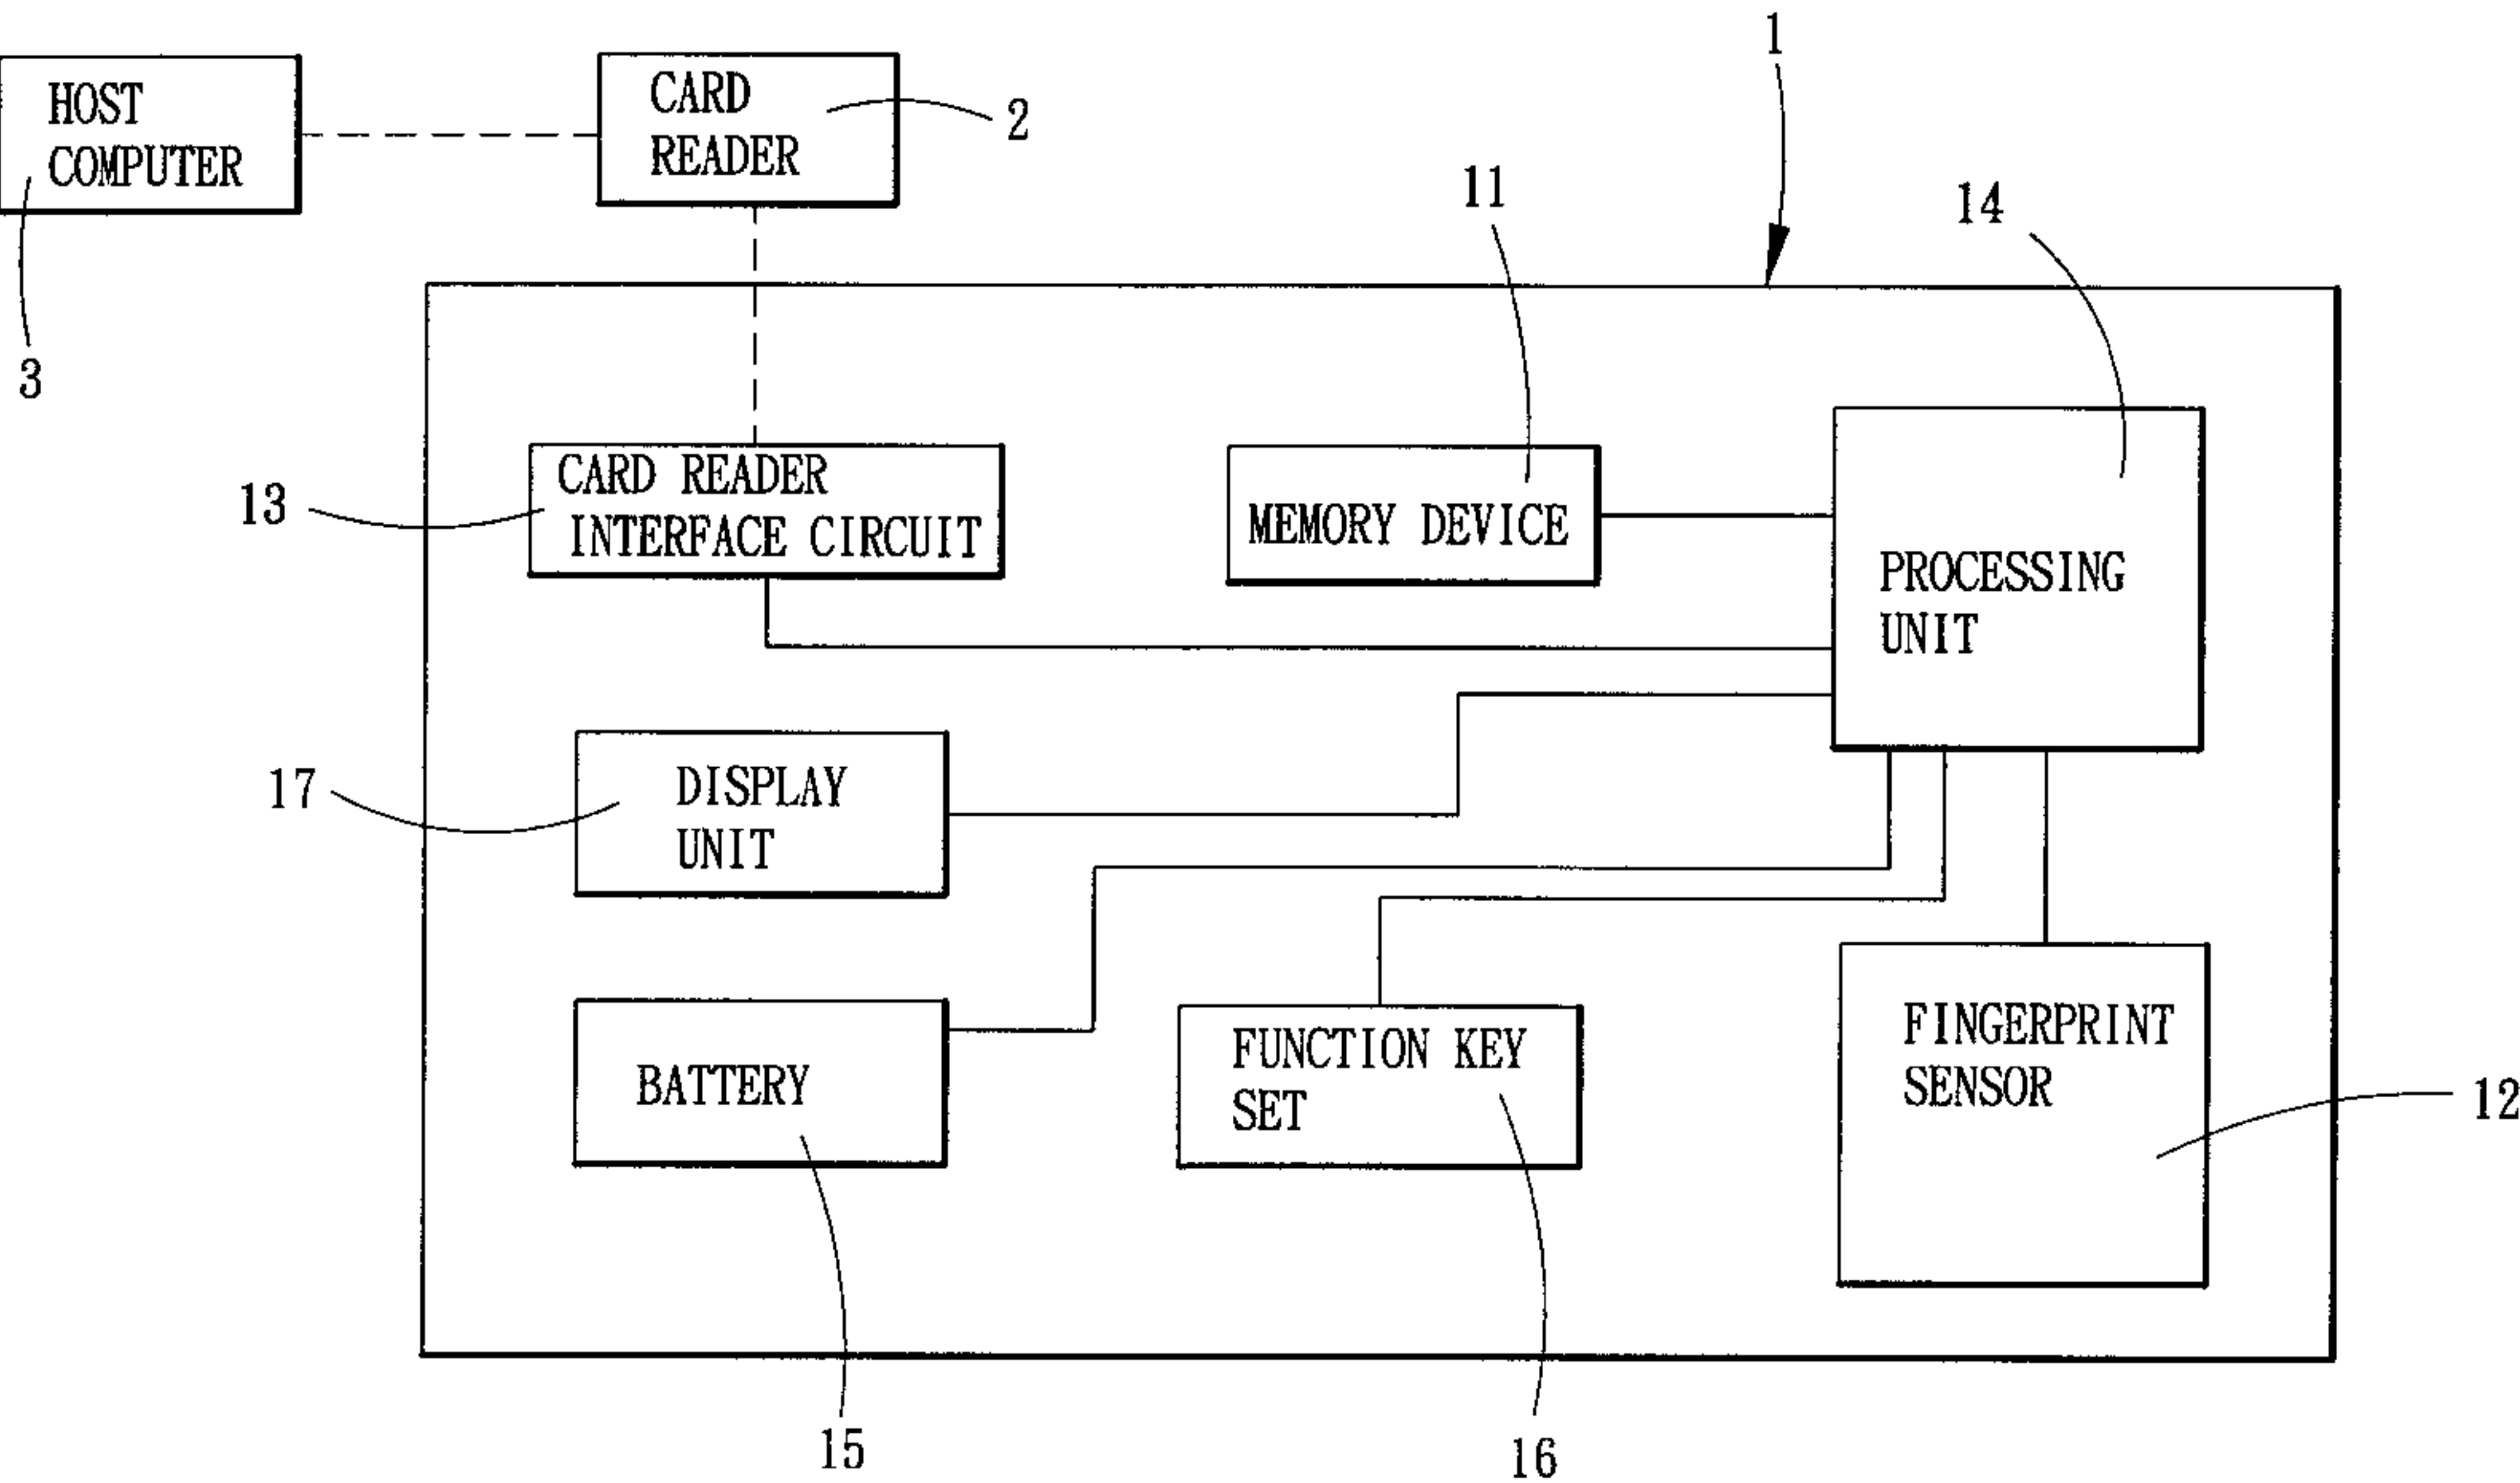 1
HOST
COMPUTER
CARD
READER
2
3
11
14
CARD READER
INTERFACE CIRCUIT
13
MEMORY DEVICE
PROCESSING
UNIT
17
DISPLAY
UNIT
BATTERY
FUNCTION KEY
SET
FINGERPRINT
SENSOR
12
15
16